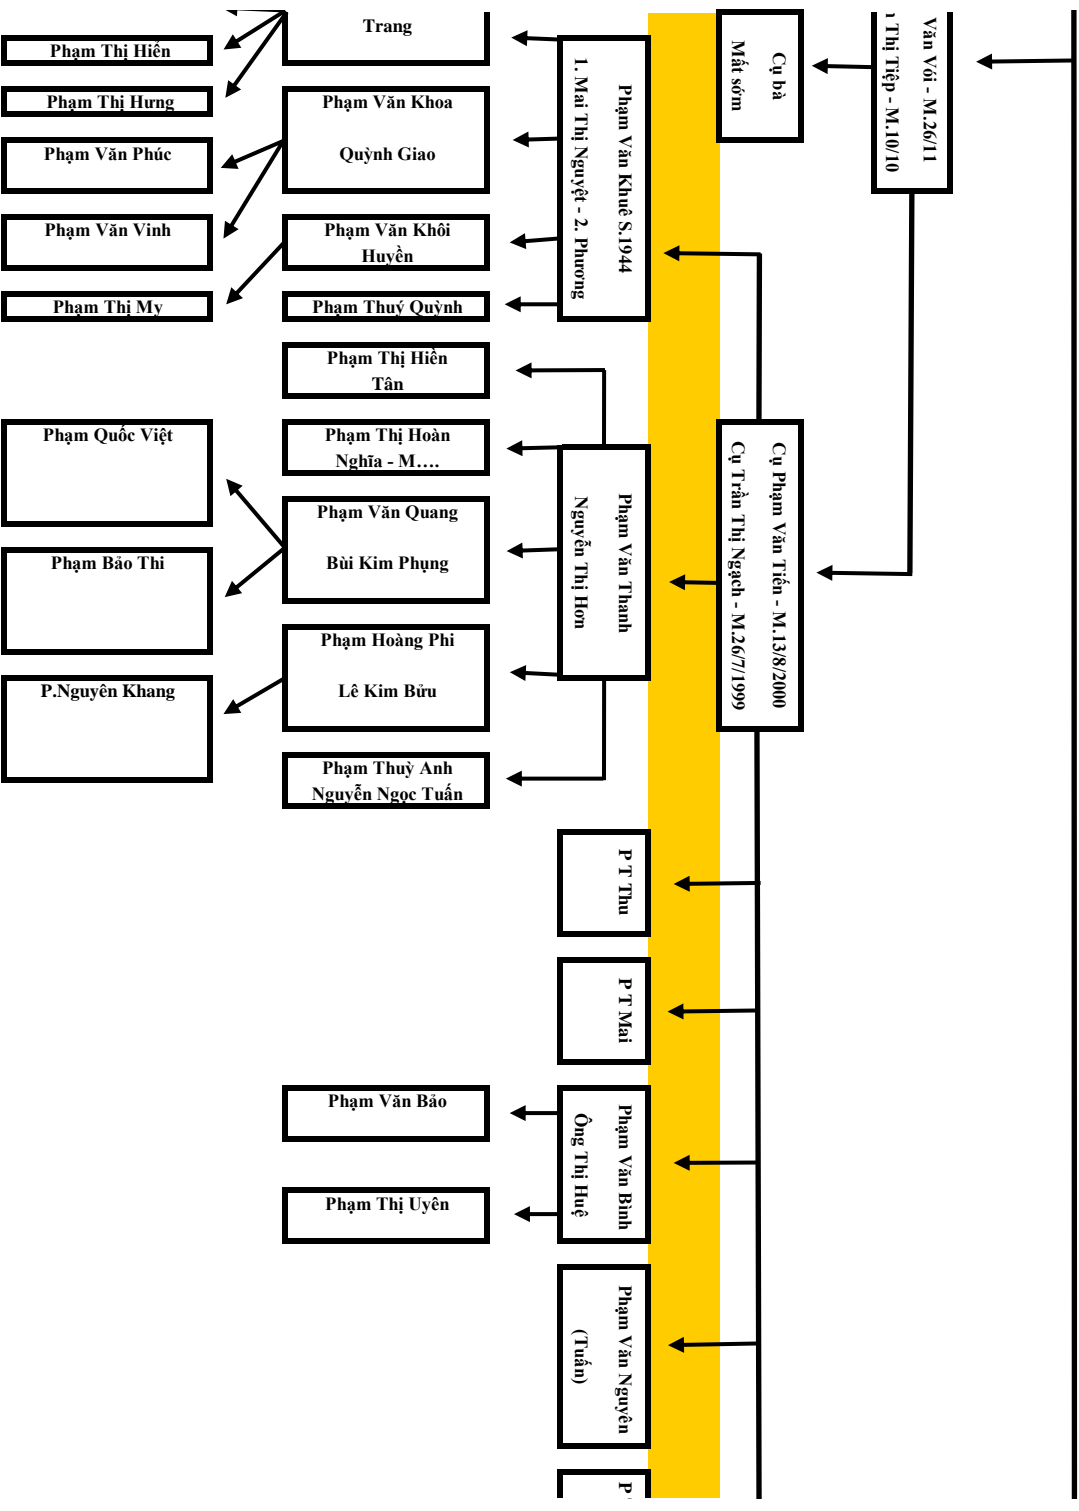 Văn Vói - M.26/11
Thị Tiệp - M.10/10
Cụ bà
Mất sớm
Cụ Phạm Văn Tiến - M.13/8/2000
Cụ Trần Thị Ngạch - M.26/7/1999
Phạm Văn Khuê S.1944
1. Mai Thị Nguyệt - 2. Phương
Phạm Văn Thanh
Nguyễn Thị Hơn
P T Thu
P T Mai
Phạm Văn Bình
Ông Thị Huệ
Phạm Văn Nguyên
(Tuấn)
P
Trang
Phạm Văn Khoa
Quỳnh Giao
Phạm Văn Khôi
Huyền
Phạm Thuý Quỳnh
Phạm Thị Hiền
Tân
Phạm Thị Hoàn
Nghĩa - M….
Phạm Văn Quang
Bùi Kim Phụng
Phạm Hoàng Phi
Lê Kim Bửu
Phạm Thuỳ Anh
Nguyễn Ngọc Tuấn
Phạm Văn Bảo
Phạm Thị Uyên
Phạm Thị Hiến
Phạm Thị Hưng
Phạm Văn Phúc
Phạm Văn Vinh
Phạm Thị My
Phạm Quốc Việt
Phạm Bảo Thi
P.Nguyên Khang